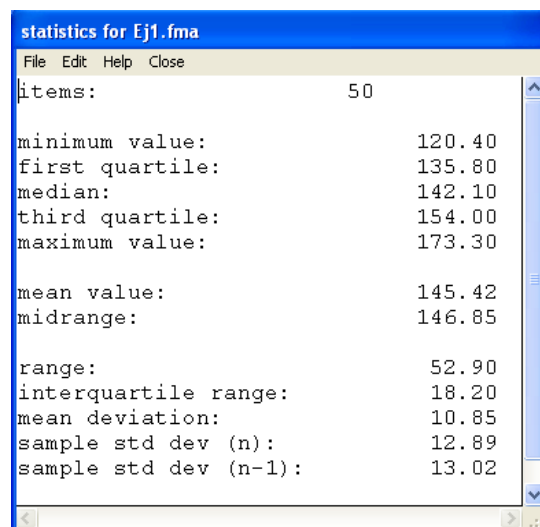 statistics for Ej1.fma
File Edit Help Close
items: 50
minimum value: 120.40
first quartile: 135.80
median: 142.10
third quartile: 154.00
maximum value: 173.30
mean value: 145.42
midrange: 146.85
range: 52.90
interquartile range: 18.20
mean deviation: 10.85
sample std dev (n): 12.89
sample std dev (n-1): 13.02